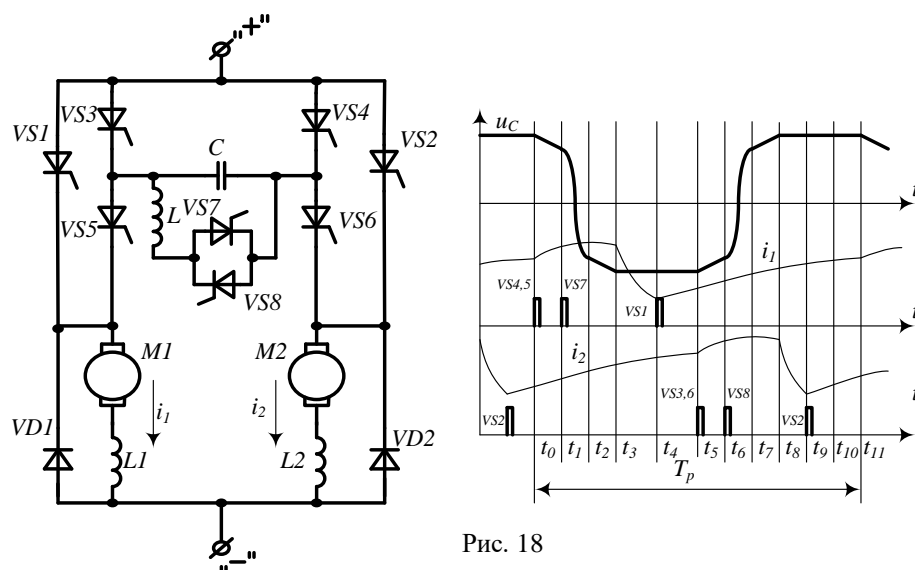 "+"
VS3
VS4
VS1
C
VS2
VS7
VS5
L
VS6
VS8
M1
M2
i1
i2
VD1
VD2
L1
L2
"–"
uC
t
i1
VS4,5
VS7
VS1
t
i2
VS3,6
VS8
VS2
VS2
t
t0 t1 t2 t3 t4 t5 t6 t7 t8 t9 t10 t11
Tp
Рис. 18